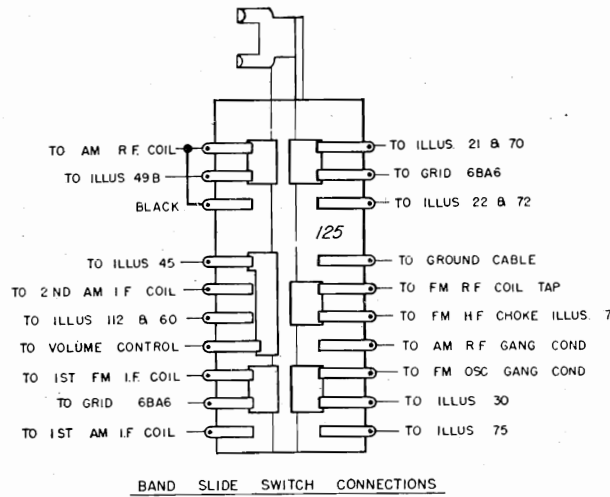 TO AM R.F. COIL
TO ILLUS 49B
BLACK
TO ILLUS 45
TO 2ND AM I F COIL
TO ILLUS 112 & 60
TO VOLUME CONTROL
TO 1ST FM I.F. COIL
TO GRID 6BA6
TO 1ST AM I.F COIL
TO ILLUS. 21 & 70
TO GRID 6BA6
TO ILLUS 22 & 72
125
TO GROUND CABLE
TO FM R F COIL TAP
TO FM H F CHOKE ILLUS. 7
TO AM R F GANG COND
TO FM OSC GANG COND
TO ILLUS 30
TO ILLUS 75
BAND SLIDE SWITCH CONNECTIONS